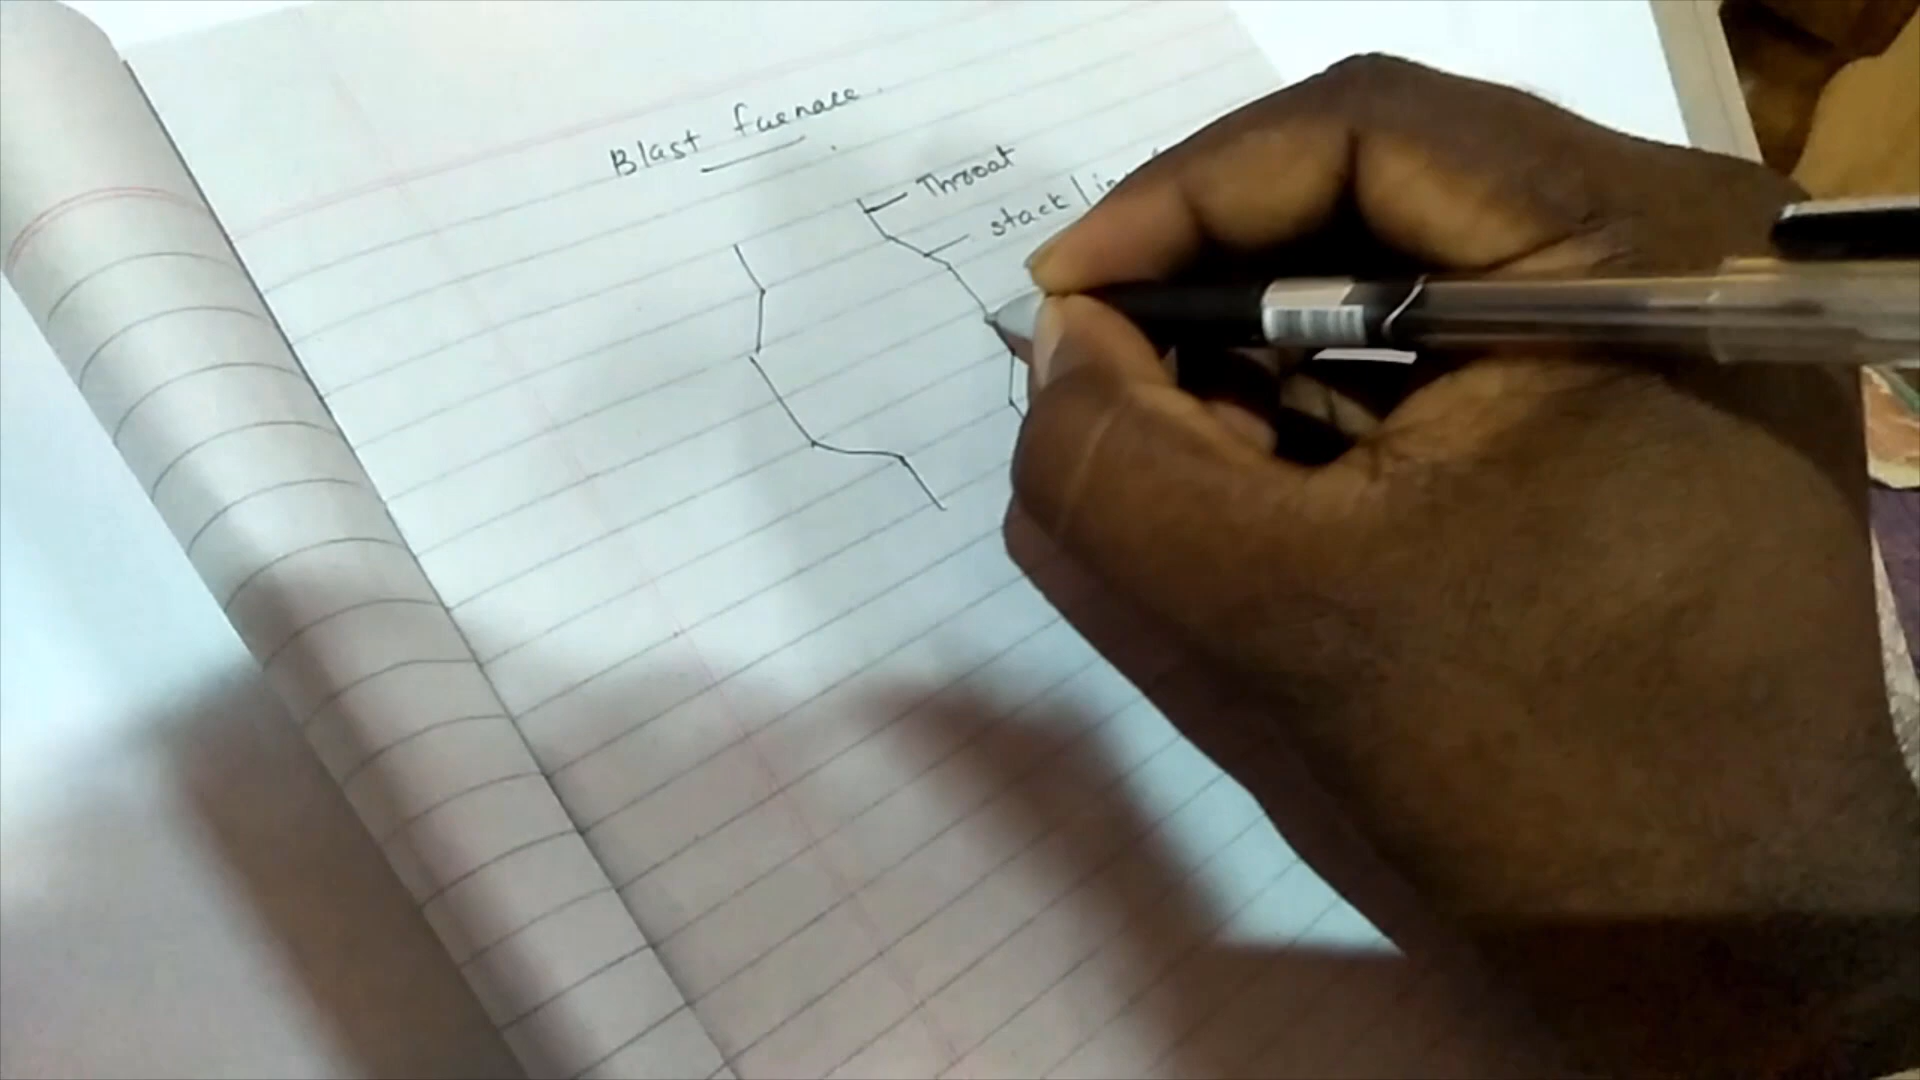 Blast furnace
Throat
stack /